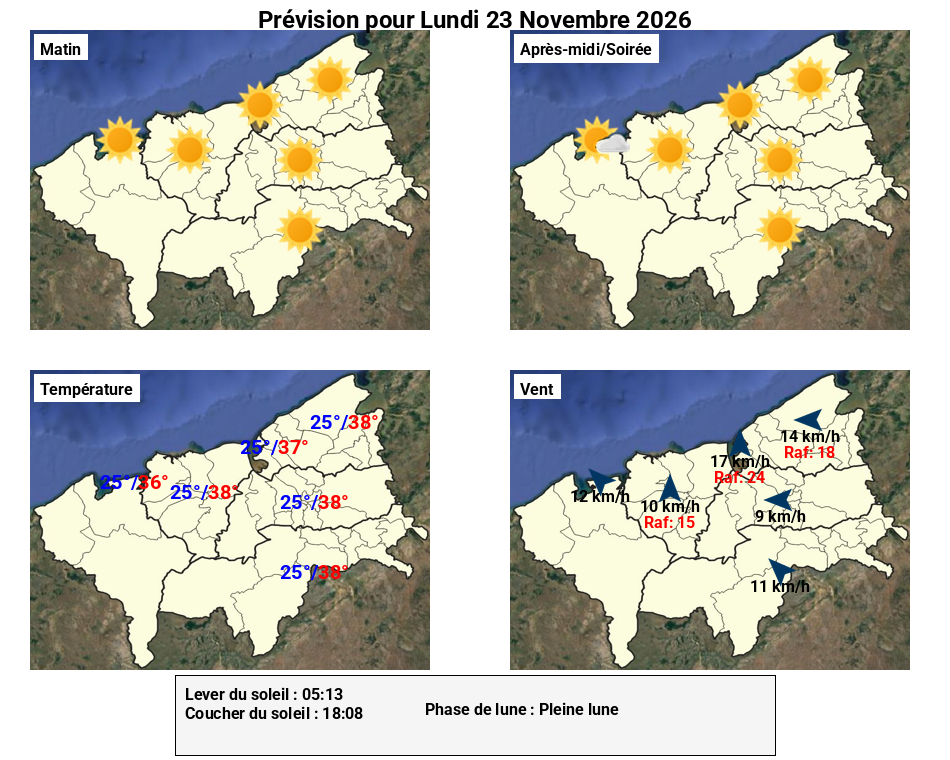 Prévision pour Lundi 23 Novembre 2026
Matin
Après-midi/Soirée
Température
25°/38°
25°/37°
25°/36°
25°/38°
25°/38°
25°/38°
Vent
14 km/h
Raf: 18
17 km/h
Raf: 24
12 km/h
10 km/h
Raf: 15
9 km/h
11 km/h
Lever du soleil : 05:13
Coucher du soleil : 18:08
Phase de lune : Pleine lune